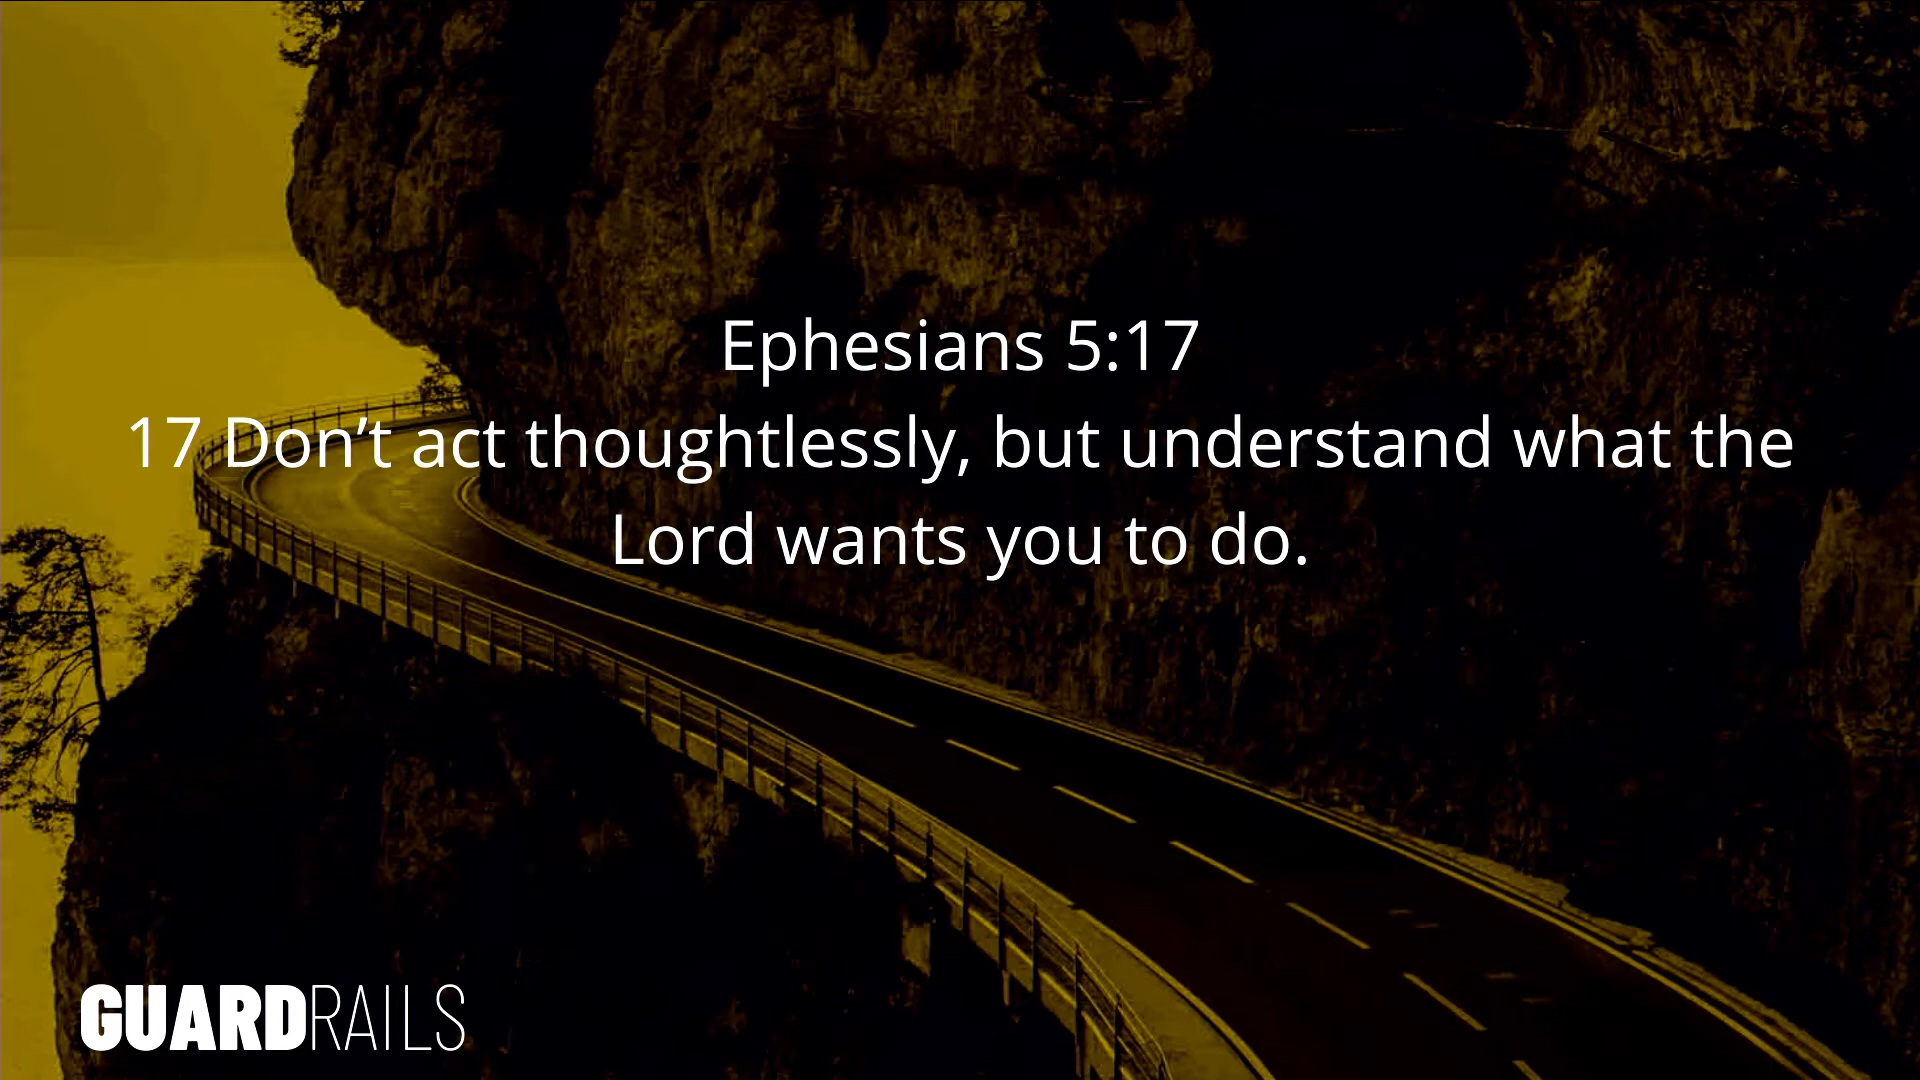 Ephesians 5:17
17 Don’t act thoughtlessly, but understand what the
Lord wants you to do.
GUARDRAILS